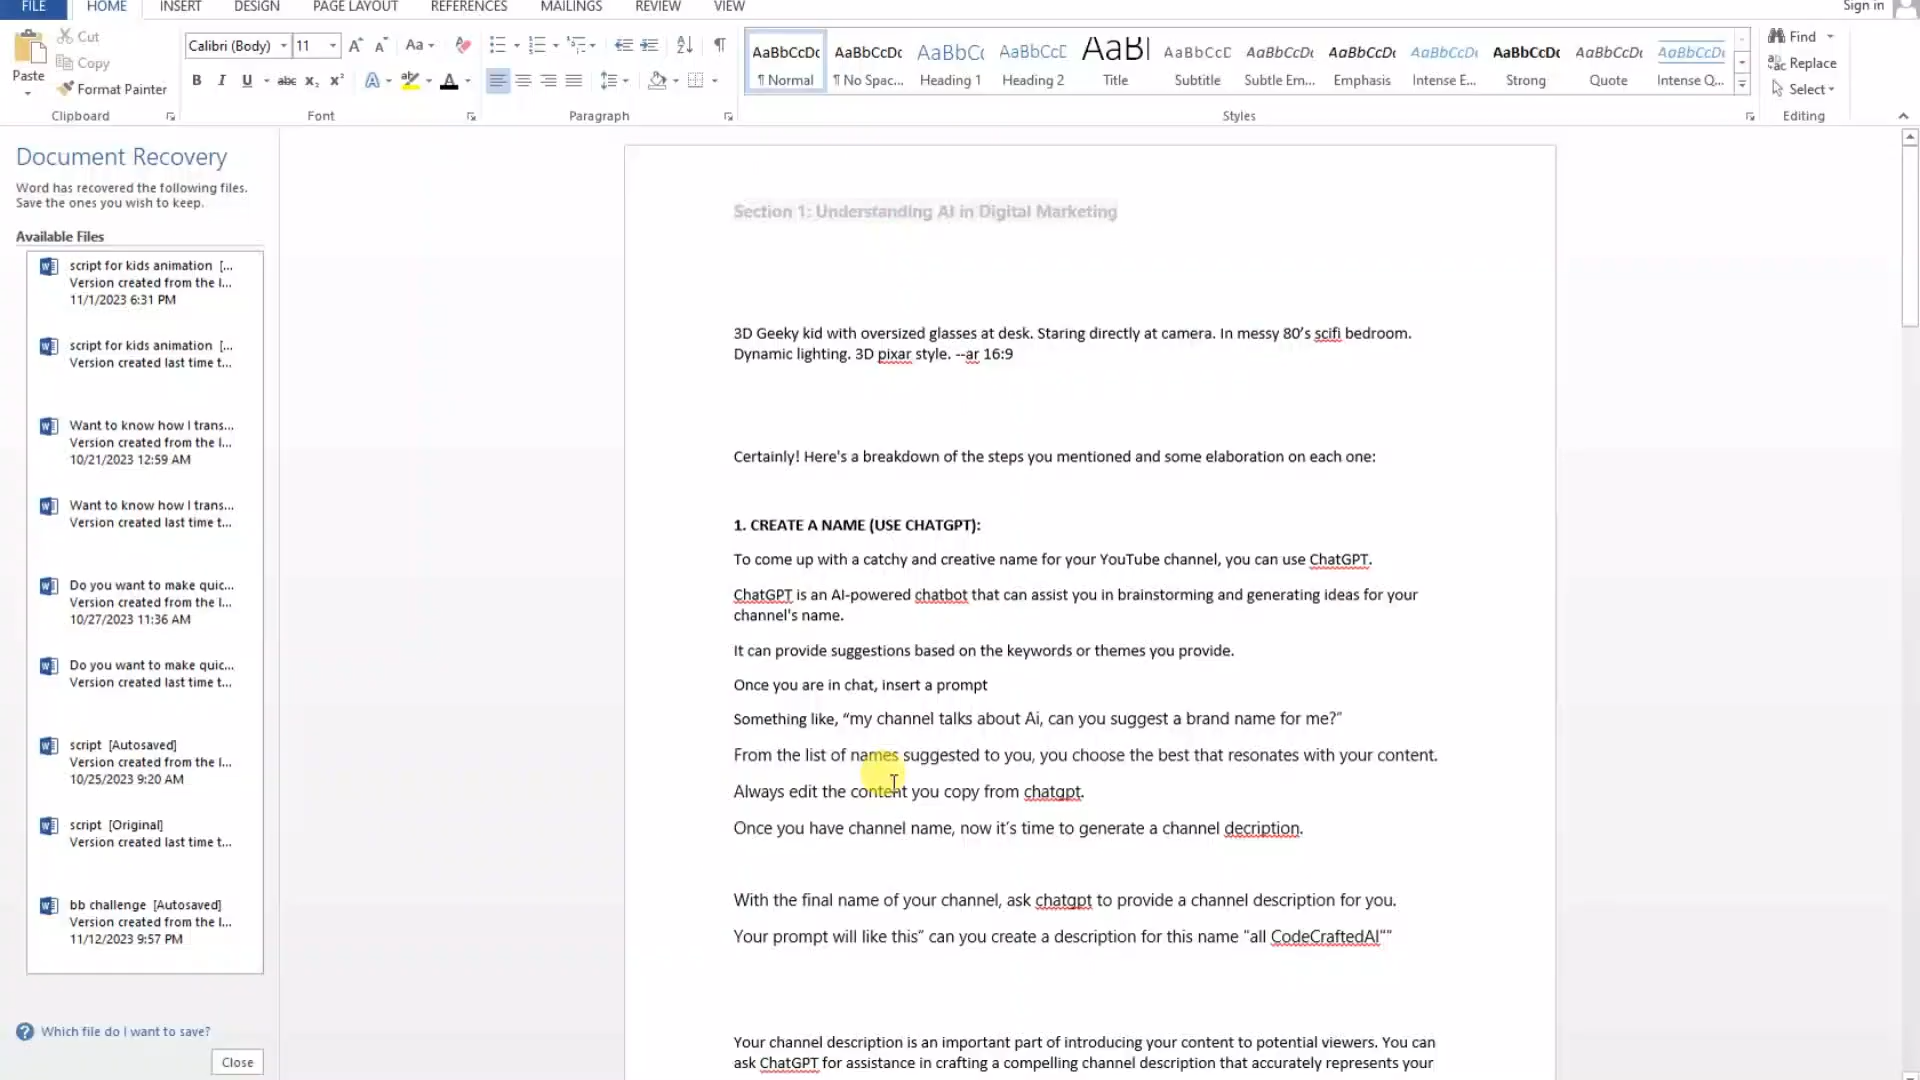 FILE HOME INSERT DESIGN PAGE LAYOUT REFERENCES MAILINGS REVIEW VIEW Sign in
Paste
Cut
Copy
Format Painter
Clipboard
Calibri (Body) 11
Font
Paragraph
AaBbCcDc AaBbCcDc AaBbC AaBbCcD AaB AaBbCcD AaBbCcDc AaBbCcDc AaBbCcDc AaBbCcDc AaBbCcDc AaBbCcDc
¶ Normal ¶ No Spac... Heading 1 Heading 2 Title Subtitle Subtle Em... Emphasis Intense E... Strong Quote Intense Q...
Styles
Find
Replace
Select
Editing
Document Recovery
Word has recovered the following files.
Save the ones you wish to keep.
Available Files
script for kids animation [...
Version created from the l...
11/1/2023 6:31 PM
script for kids animation [...
Version created last time t...
Want to know how I trans...
Version created from the l...
10/21/2023 12:59 AM
Want to know how I trans...
Version created last time t...
Do you want to make quic...
Version created from the l...
10/27/2023 11:36 AM
Do you want to make quic...
Version created last time t...
script [Autosaved]
Version created from the l...
10/25/2023 9:20 AM
script [Original]
Version created last time t...
bb challenge [Autosaved]
Version created from the l...
11/12/2023 9:57 PM
Which file do I want to save?
Close
Section 1: Understanding AI in Digital Marketing
3D Geeky kid with oversized glasses at desk. Staring directly at camera. In messy 80’s scifi bedroom.
Dynamic lighting. 3D pixar style. --ar 16:9
Certainly! Here's a breakdown of the steps you mentioned and some elaboration on each one:
1. CREATE A NAME (USE CHATGPT):
To come up with a catchy and creative name for your YouTube channel, you can use ChatGPT.
ChatGPT is an AI-powered chatbot that can assist you in brainstorming and generating ideas for your
channel's name.
It can provide suggestions based on the keywords or themes you provide.
Once you are in chat, insert a prompt
Something like, “my channel talks about Ai, can you suggest a brand name for me?”
From the list of names suggested to you, you choose the best that resonates with your content.
Always edit the content you copy from chatgpt.
Once you have channel name, now it’s time to generate a channel decription.
With the final name of your channel, ask chatgpt to provide a channel description for you.
Your prompt will like this” can you create a description for this name "all CodeCraftedAI"”
Your channel description is an important part of introducing your content to potential viewers. You can
ask ChatGPT for assistance in crafting a compelling channel description that accurately represents your